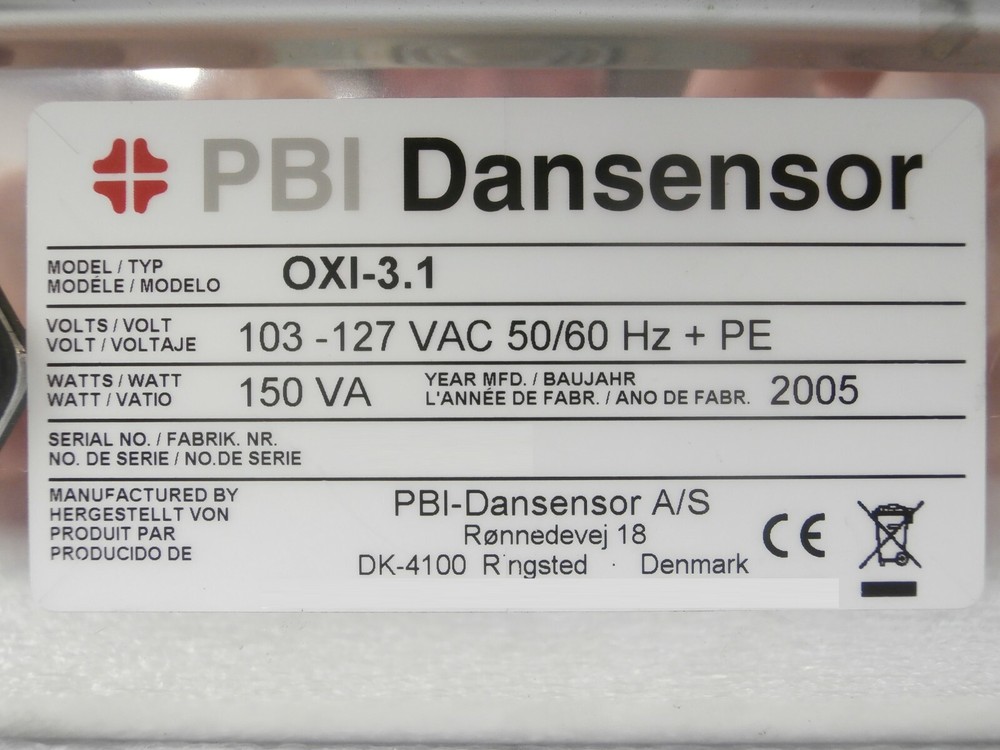 PBI Dansensor
MODEL / TYP
MODÉLE / MODELO
OXI-3.1
VOLTS / VOLT
VOLT / VOLTAJE
103 -127 VAC 50/60 Hz + PE
WATTS / WATT
WATT / VATIO
150 VA
YEAR MFD. / BAUJAHR
L'ANNÉE DE FABR. / ANO DE FABR.
2005
SERIAL NO. / FABRIK. NR.
NO. DE SERIE / NO.DE SERIE
MANUFACTURED BY
HERGESTELLT VON
PRODUIT PAR
PRODUCIDO DE
PBI-Dansensor A/S
Rønnedevej 18
DK-4100 Ringsted · Denmark
CE